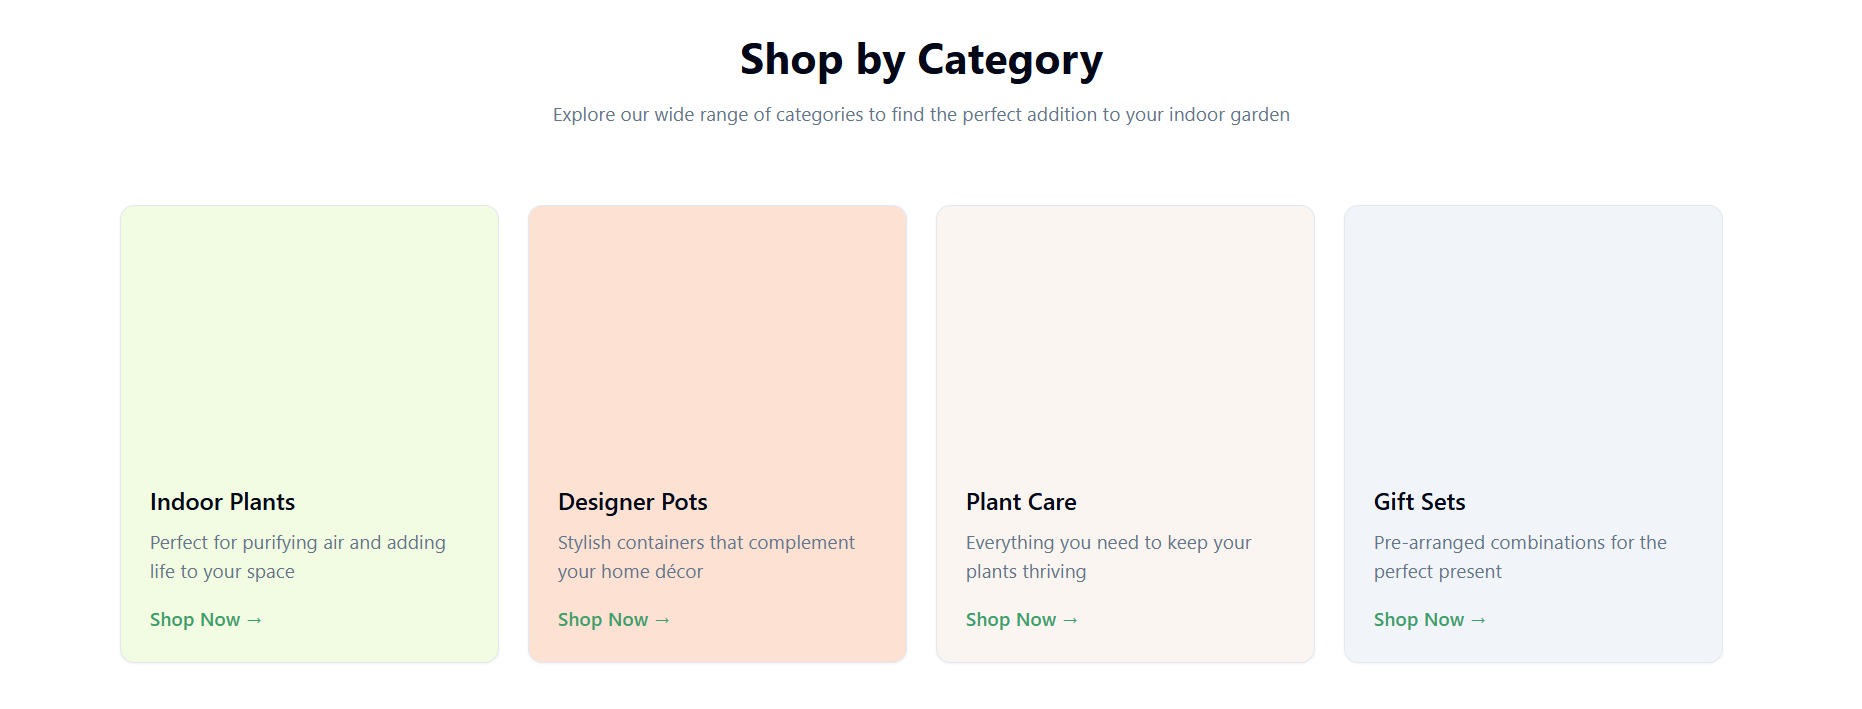 Shop by Category
Explore our wide range of categories to find the perfect addition to your indoor garden
Indoor Plants
Perfect for purifying air and adding
life to your space
Shop Now →
Designer Pots
Stylish containers that complement
your home décor
Shop Now →
Plant Care
Everything you need to keep your
plants thriving
Shop Now →
Gift Sets
Pre-arranged combinations for the
perfect present
Shop Now →